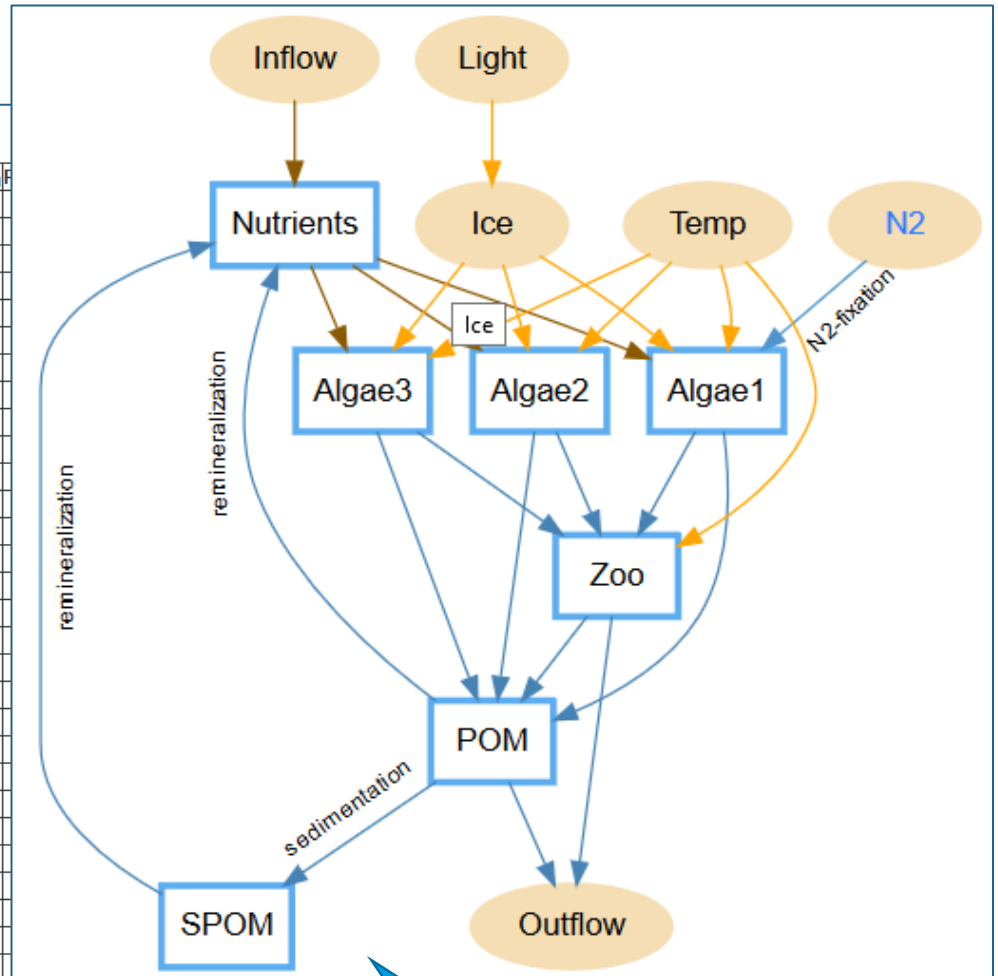 Inflow
Light
Nutrients
Ice
Temp
N2
N2-fixation
Ice
Algae3
Algae2
Algae1
remineralization
remineralization
Zoo
POM
sedimentation
SPOM
Outflow